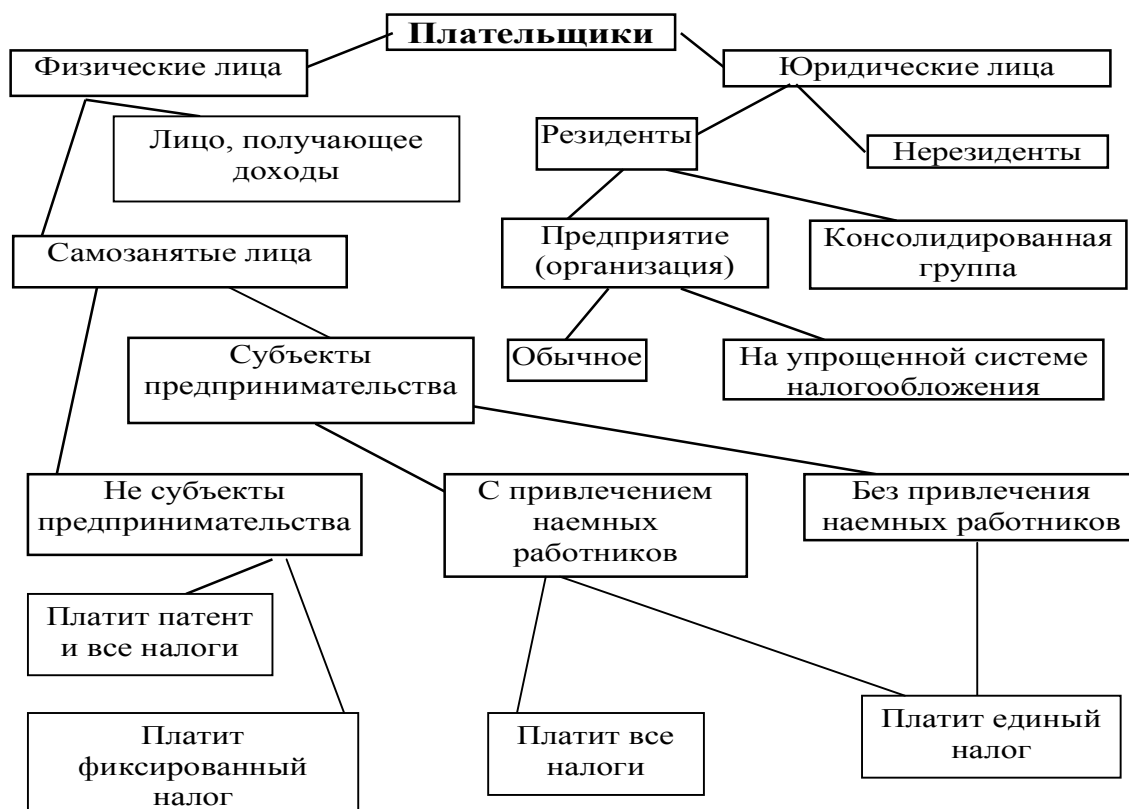 Плательщики
Физические лица
Юридические лица
Лицо, получающее
доходы
Резиденты
Нерезиденты
Самозанятые лица
Предприятие
(организация)
Консолидированная
группа
Субъекты
предпринимательства
Обычное
На упрощенной системе
налогообложения
Не субъекты
предпринимательства
С привлечением
наемных
работников
Без привлечения
наемных работников
Платит патент
и все налоги
Платит
фиксированный
налог
Платит все
налоги
Платит единый
налог